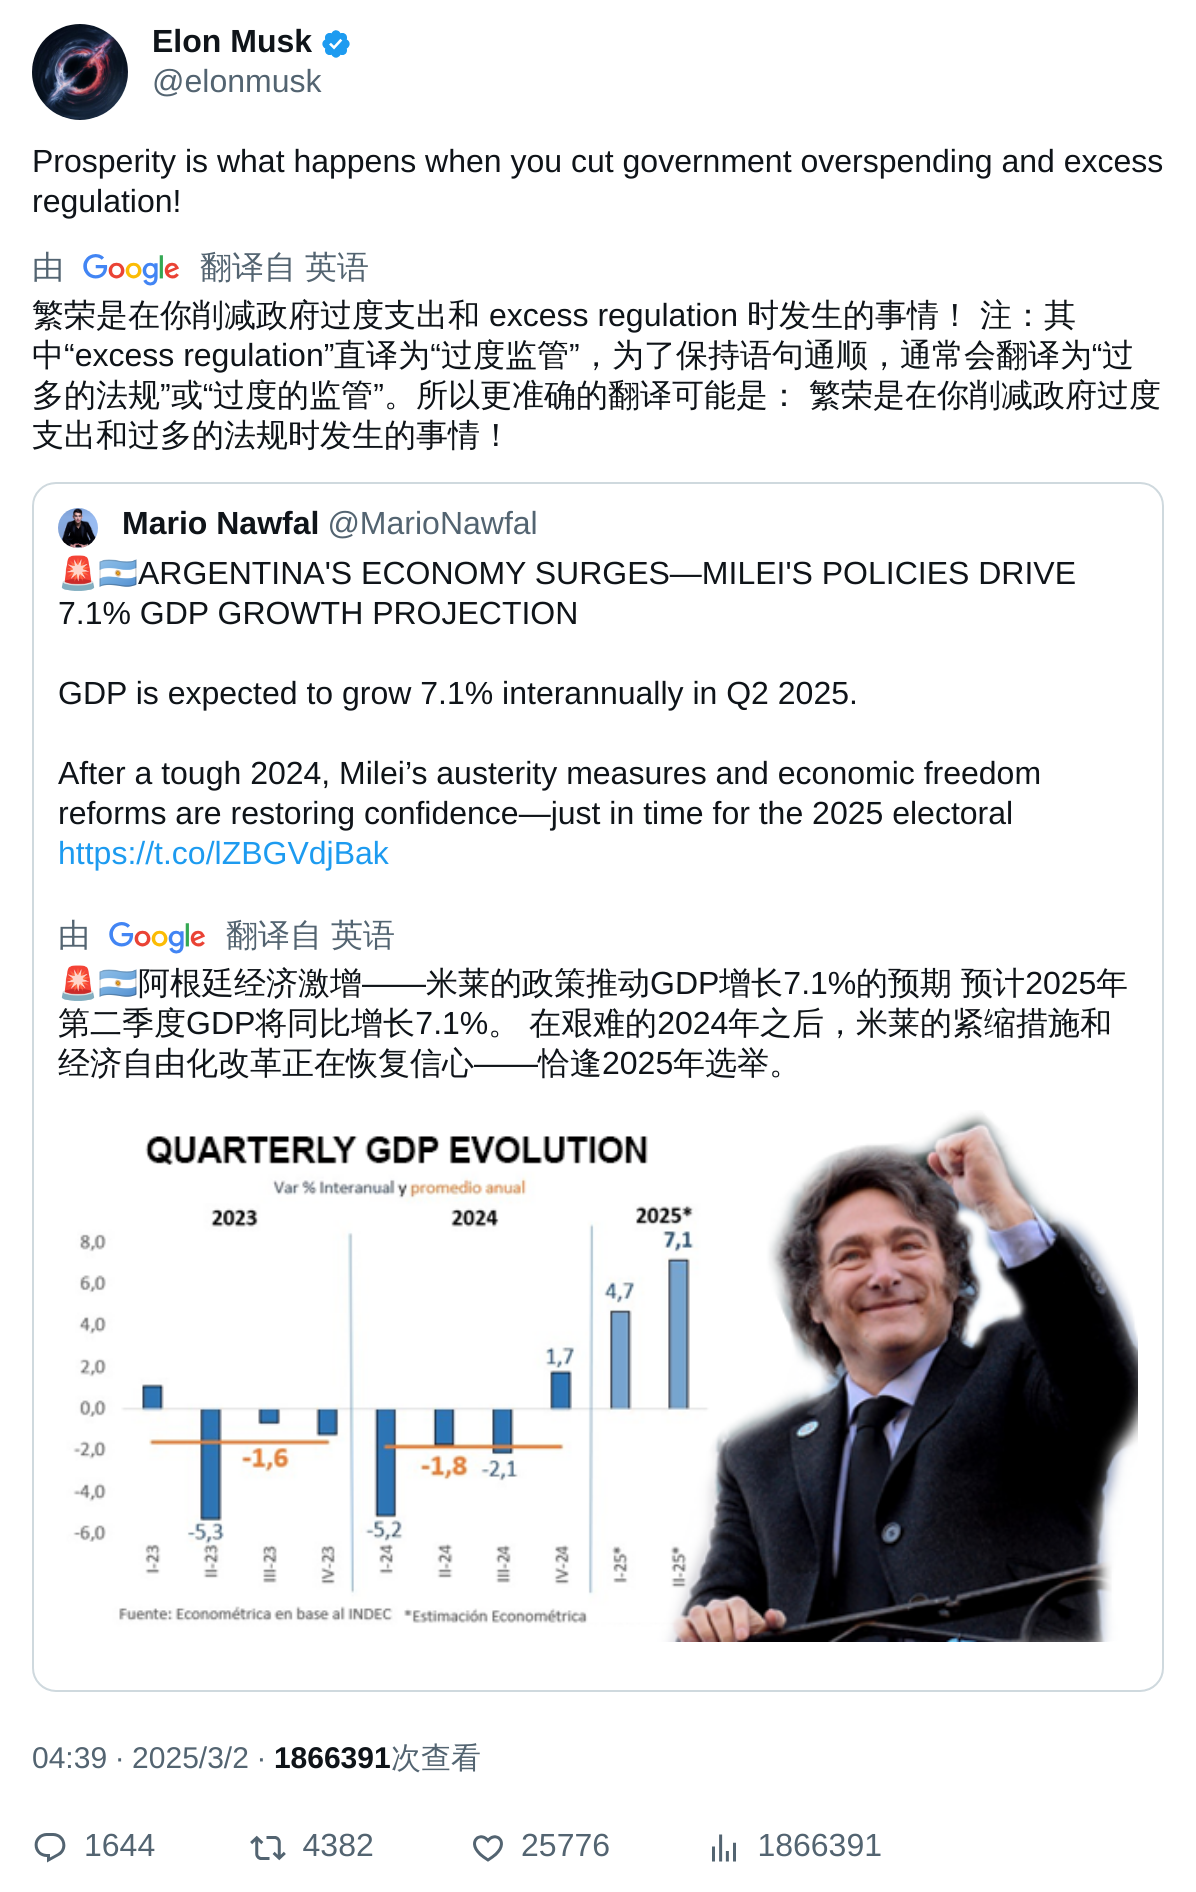 Elon Musk
@elonmusk
Prosperity is what happens when you cut government overspending and excess
regulation!
由 Google 翻译自 英语
繁荣是在你削减政府过度支出和 excess regulation 时发生的事情！ 注：其
中“excess regulation”直译为“过度监管”，为了保持语句通顺，通常会翻译为“过
多的法规”或“过度的监管”。所以更准确的翻译可能是： 繁荣是在你削减政府过度
支出和过多的法规时发生的事情！
Mario Nawfal @MarioNawfal
🚨🇦🇷ARGENTINA'S ECONOMY SURGES—MILEI'S POLICIES DRIVE
7.1% GDP GROWTH PROJECTION
GDP is expected to grow 7.1% interannually in Q2 2025.
After a tough 2024, Milei’s austerity measures and economic freedom
reforms are restoring confidence—just in time for the 2025 electoral
https://t.co/lZBGVdjBak
由 Google 翻译自 英语
🚨🇦🇷阿根廷经济激增——米莱的政策推动GDP增长7.1%的预期 预计2025年
第二季度GDP将同比增长7.1%。 在艰难的2024年之后，米莱的紧缩措施和
经济自由化改革正在恢复信心——恰逢2025年选举。
QUARTERLY GDP EVOLUTION
Var % Interanual y promedio anual
2023 2024 2025*
8,0
6,0
4,0
2,0
0,0
-2,0
-4,0
-6,0
-5,3
-1,6
-5,2
-1,8
-2,1
1,7
4,7
7,1
I-23 II-23 III-23 IV-23 I-24 II-24 III-24 IV-24 I-25* II-25*
Fuente: Econométrica en base al INDEC *Estimación Econométrica
04:39 · 2025/3/2 · 1866391次查看
1644 4382 25776 1866391